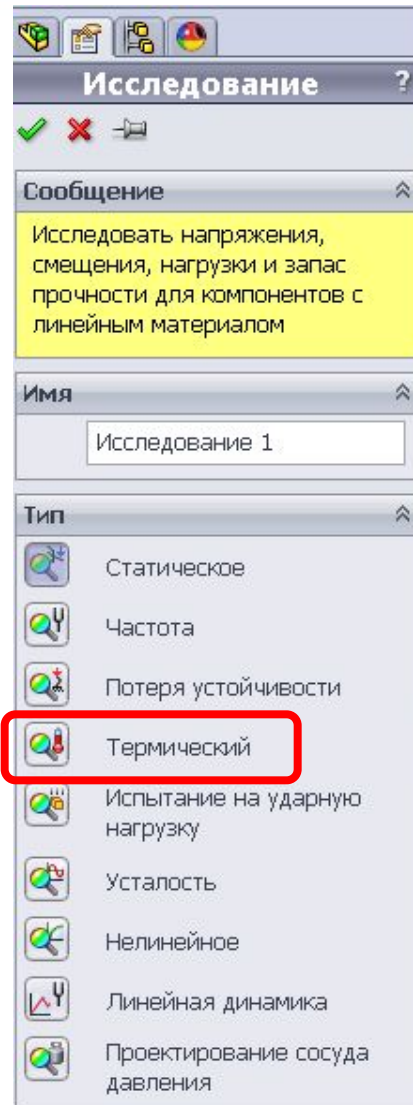 Исследование ?
Сообщение
Исследовать напряжения,
смещения, нагрузки и запас
прочности для компонентов с
линейным материалом
Имя
Исследование 1
Тип
Статическое
Частота
Потеря устойчивости
Термический
Испытание на ударную
нагрузку
Усталость
Нелинейное
Линейная динамика
Проектирование сосуда
давления